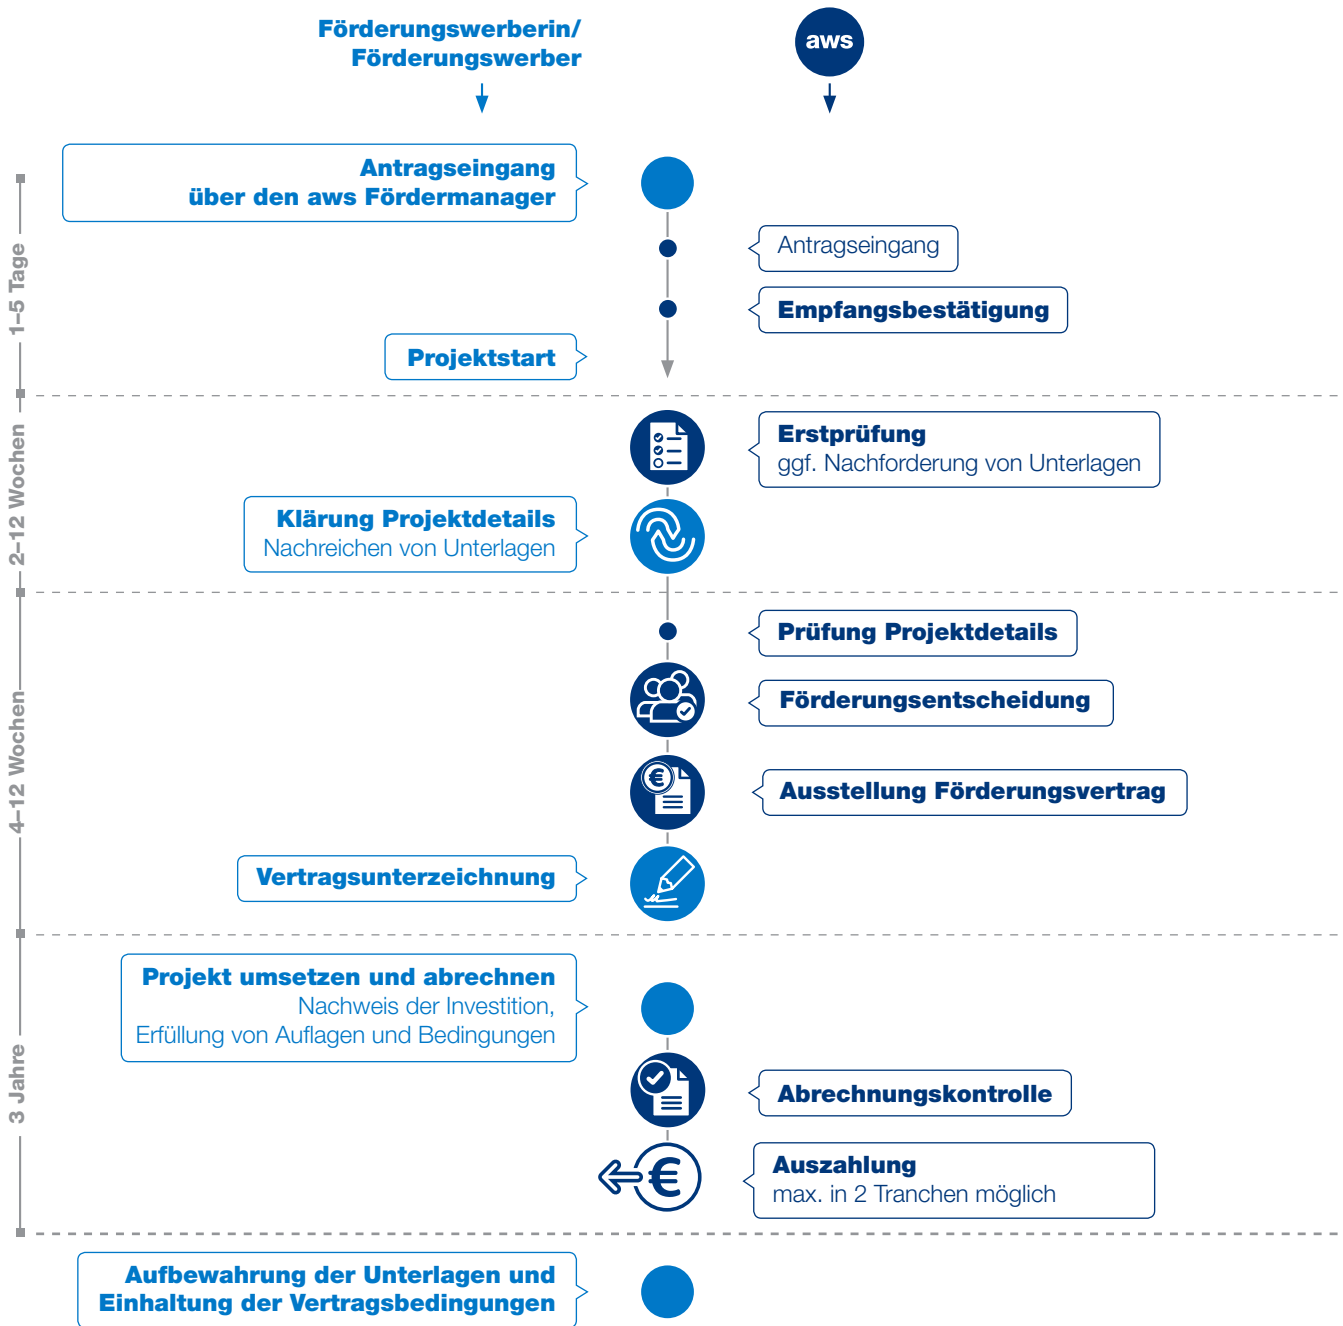 Förderungswerberin/
Förderungswerber
aws
Antragseingang
über den aws Fördermanager
Antragseingang
Empfangsbestätigung
Projektstart
1–5 Tage
Erstprüfung
ggf. Nachforderung von Unterlagen
Klärung Projektdetails
Nachreichen von Unterlagen
2–12 Wochen
Prüfung Projektdetails
Förderungsentscheidung
€
Ausstellung Förderungsvertrag
Vertragsunterzeichnung
4–12 Wochen
Projekt umsetzen und abrechnen
Nachweis der Investition,
Erfüllung von Auflagen und Bedingungen
Abrechnungskontrolle
€
Auszahlung
max. in 2 Tranchen möglich
3 Jahre
Aufbewahrung der Unterlagen und
Einhaltung der Vertragsbedingungen